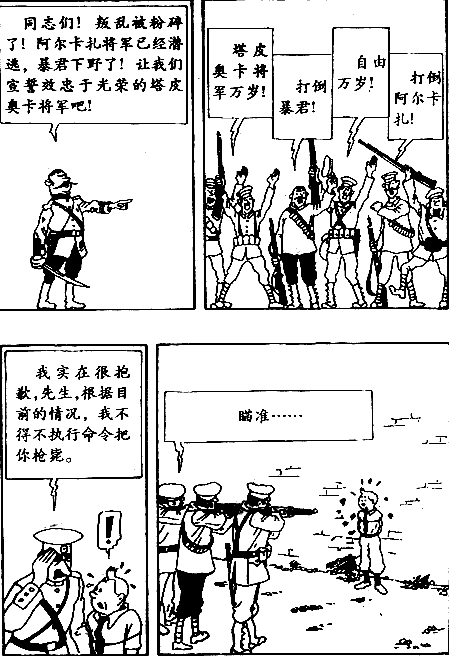 同志们！叛乱被粉碎
了！阿尔卡扎将军已经潜
逃，暴君下野了！让我们
宣誓效忠于光荣的塔皮
奥卡将军吧！
塔皮
奥卡将
军万岁！
打倒
暴君！
自由
万岁！
打倒
阿尔卡
扎！
我实在很抱
歉，先生，根据目
前的情况，我不
得不执行命令把
你枪毙。
！
瞄准……